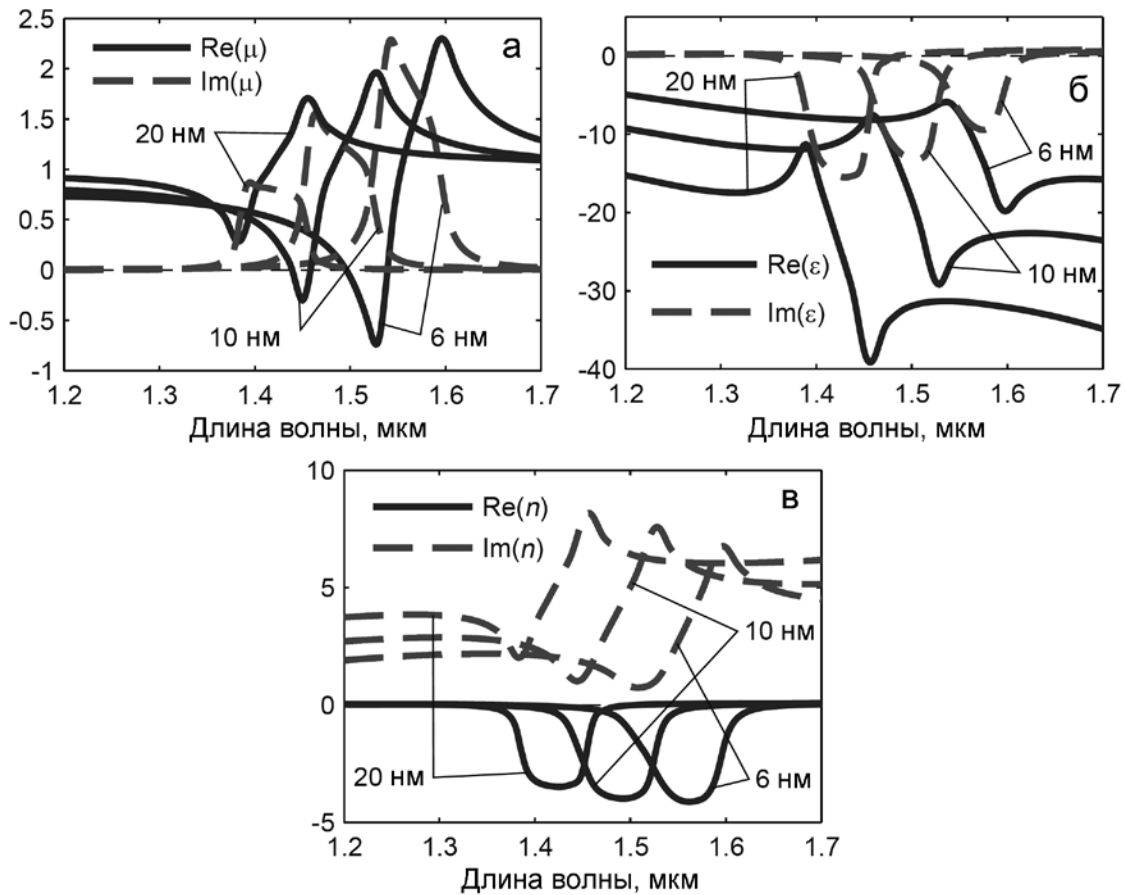 2.5
2
1.5
1
0.5
0
-0.5
-1
Re(μ)
Im(μ)
а
20 нм
10 нм
6 нм
1.2 1.3 1.4 1.5 1.6 1.7
Длина волны, мкм
0
-10
-20
-30
-40
20 нм
б
6 нм
10 нм
Re(ε)
Im(ε)
1.2 1.3 1.4 1.5 1.6 1.7
Длина волны, мкм
10
5
0
-5
Re(n)
Im(n)
в
10 нм
20 нм
6 нм
1.2 1.3 1.4 1.5 1.6 1.7
Длина волны, мкм